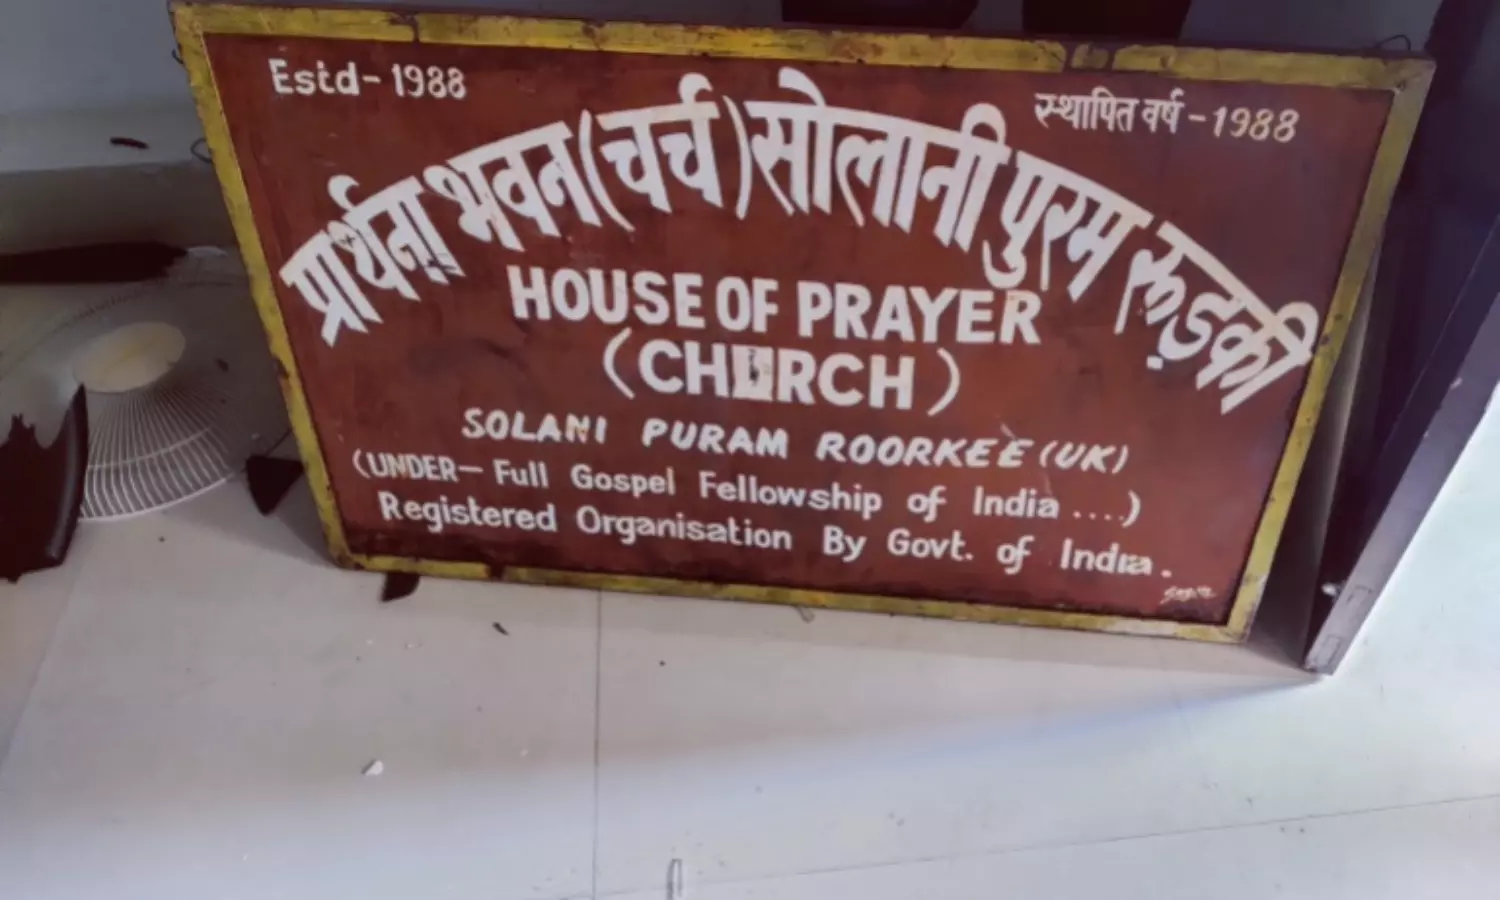 Estd-1988
स्थापित वर्ष -1988
प्रार्थना भवन (चर्च) सोलानी पुरम रूड़की
HOUSE OF PRAYER
(CHURCH)
SOLANI PURAM ROORKEE (UK)
(UNDER- Full Gospel Fellowship of India ....)
Registered Organisation By Govt. of India.